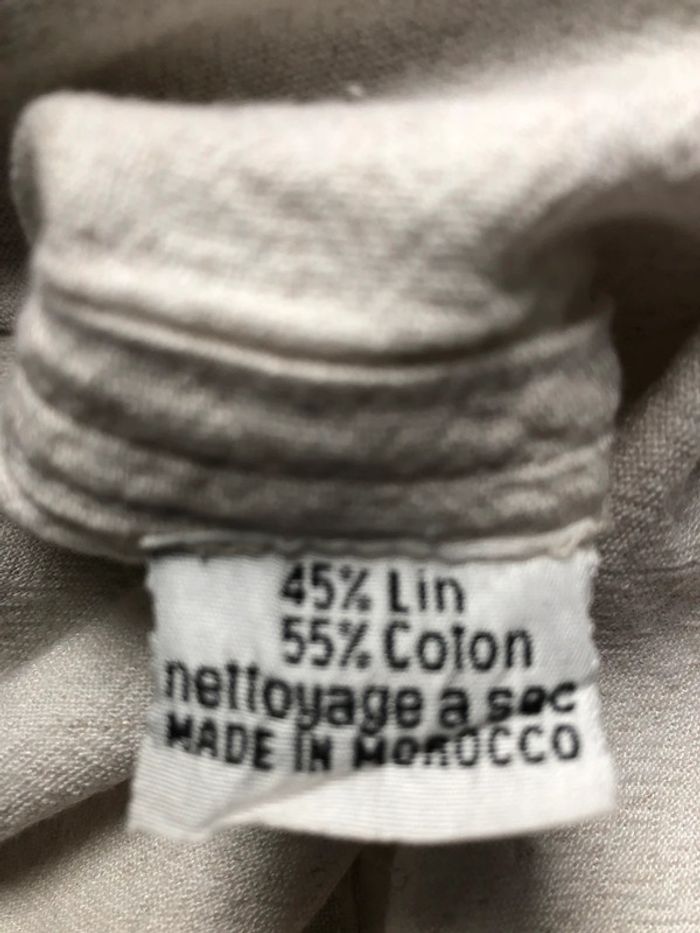 45% Lin
55% Coton
nettoyage a sec
MADE IN MOROCCO